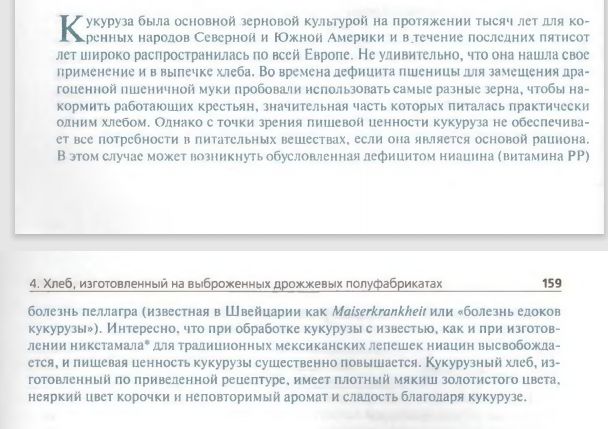 Кукуруза была основной зерновой культурой на протяжении тысяч лет для ко-
ренных народов Северной и Южной Америки и в течение последних пятисот
лет широко распространилась по всей Европе. Не удивительно, что она нашла свое
применение и в выпечке хлеба. Во времена дефицита пшеницы для замещения дра-
гоценной пшеничной муки пробовали использовать самые разные зерна, чтобы на-
кормить работающих крестьян, значительная часть которых питалась практически
одним хлебом. Однако с точки зрения пищевой ценности кукуруза не обеспечива-
ет все потребности в питательных веществах, если она является основой рациона.
В этом случае может возникнуть обусловленная дефицитом ниацина (витамина РР)
4. Хлеб, изготовленный на выброженных дрожжевых полуфабрикатах 159
болезнь пеллагра (известная в Швейцарии как Maiserkrankheit или «болезнь едоков
кукурузы»). Интересно, что при обработке кукурузы с известью, как и при изготов-
лении никстамала* для традиционных мексиканских лепешек ниацин высвобожда-
ется, и пищевая ценность кукурузы существенно повышается. Кукурузный хлеб, из-
готовленный по приведенной рецептуре, имеет плотный мякиш золотистого цвета,
неяркий цвет корочки и неповторимый аромат и сладость благодаря кукурузе.